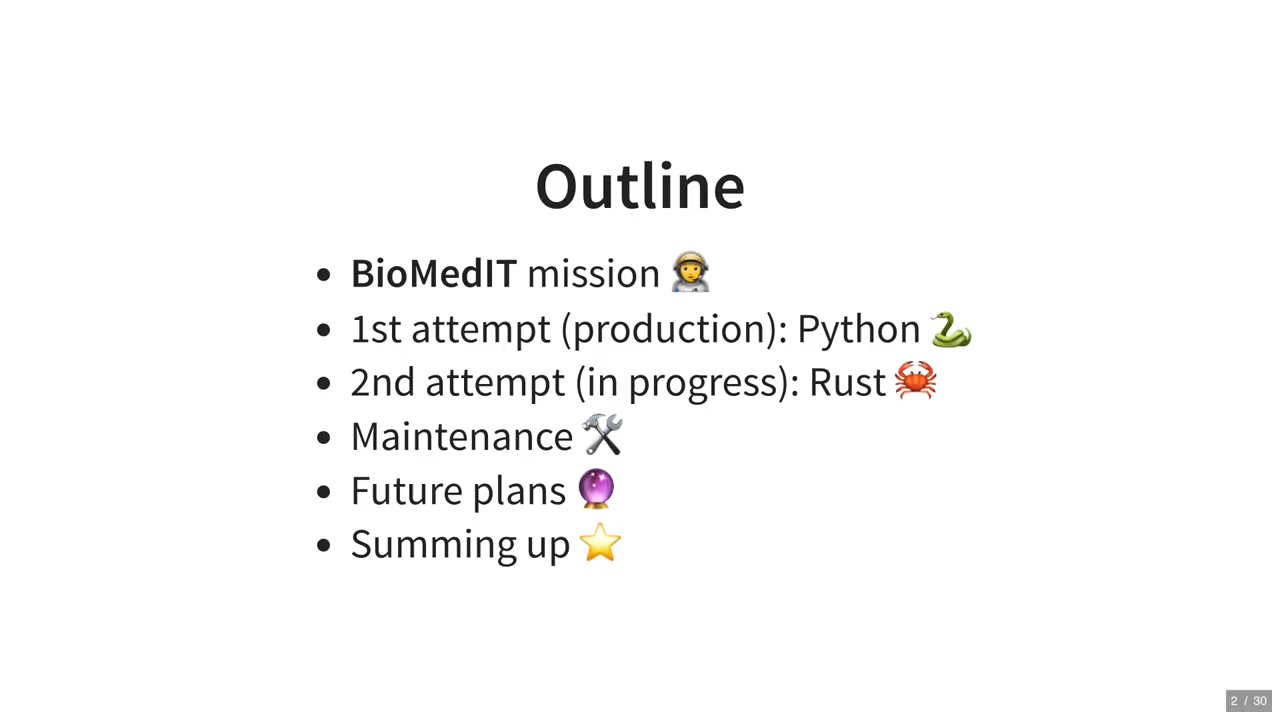 Outline
• BioMedIT mission 🧑‍🚀
• 1st attempt (production): Python 🐍
• 2nd attempt (in progress): Rust 🦀
• Maintenance 🛠️
• Future plans 🔮
• Summing up ⭐
2 / 30